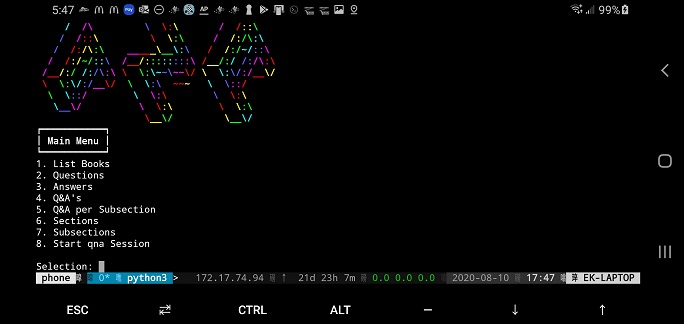 5:47 99%
Main Menu
1. List Books
2. Questions
3. Answers
4. Q&A's
5. Q&A per Subsection
6. Sections
7. Subsections
8. Start qna Session
Selection:
phone 0* python3 > 172.17.74.94 ↑ 21d 23h 7m 0.0 0.0 0.0 2020-08-10 17:47 EK-LAPTOP
ESC ⇄ CTRL ALT — ↓ ↑